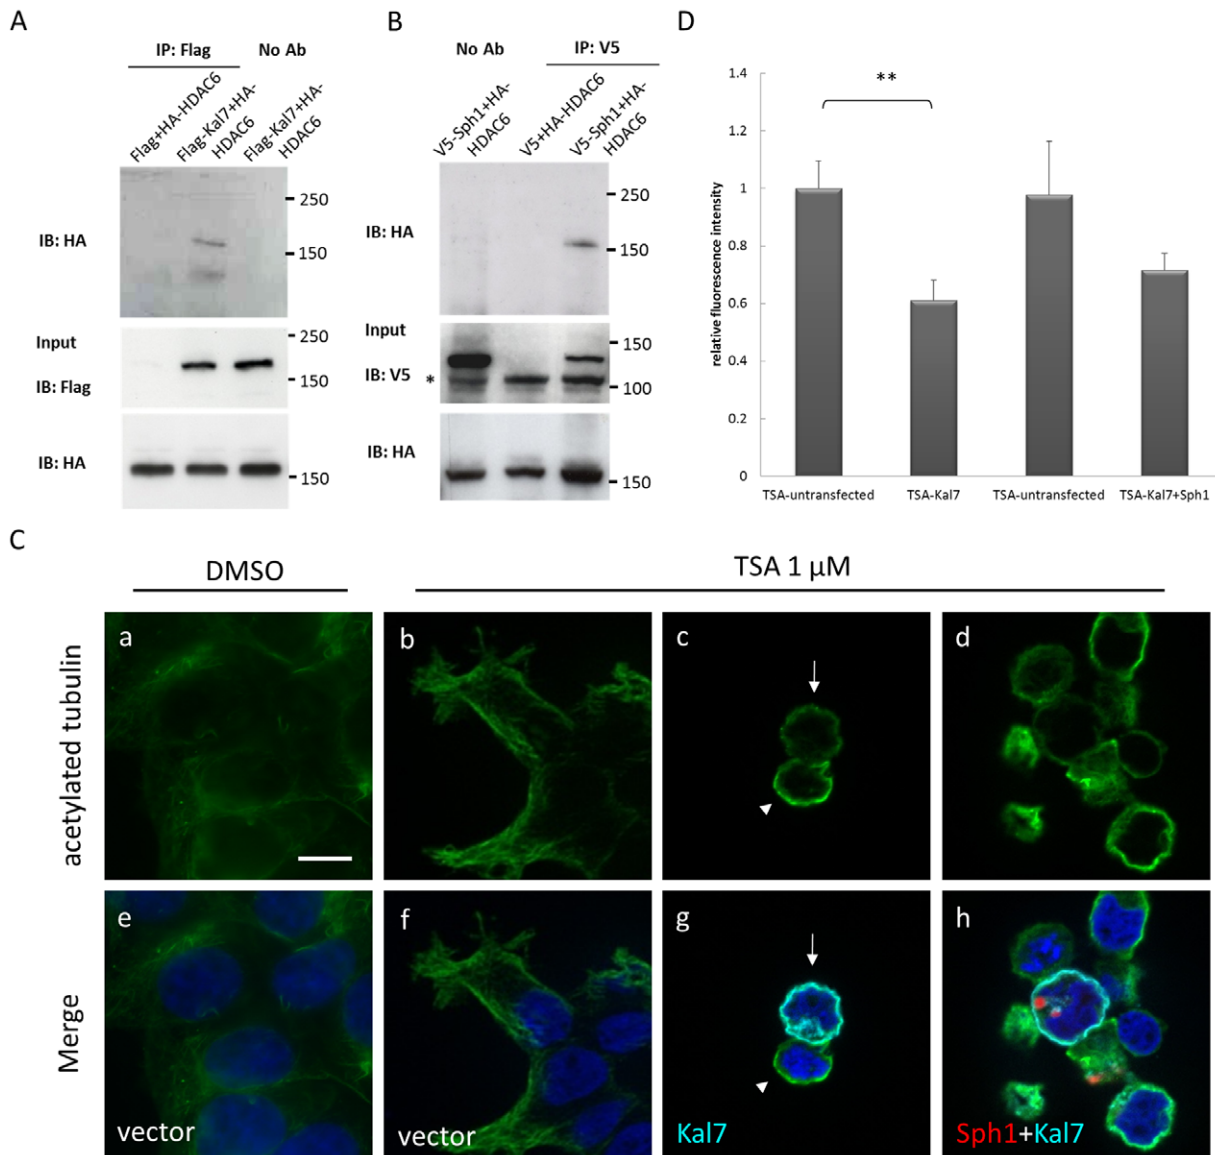 A
IP: Flag
No Ab
Flag+HA-HDAC6
Flag-Kal7+HA-
HDAC6
Flag-Kal7+HA-
HDAC6
IB: HA
250
150
Input
IB: Flag
250
150
IB: HA
150
B
No Ab
IP: V5
V5-Sph1+HA-
HDAC6
V5+HA-HDAC6
V5-Sph1+HA-
HDAC6
IB: HA
250
150
Input
IB: V5
*
150
100
IB: HA
150
D
relative fluorescence intensity
1.4
1.2
1
0.8
0.6
0.4
0.2
0
**
TSA-untransfected
TSA-Kal7
TSA-untransfected
TSA-Kal7+Sph1
C
DMSO
TSA 1 µM
acetylated tubulin
a
b
c
d
Merge
e
vector
f
vector
g
Kal7
h
Sph1+Kal7